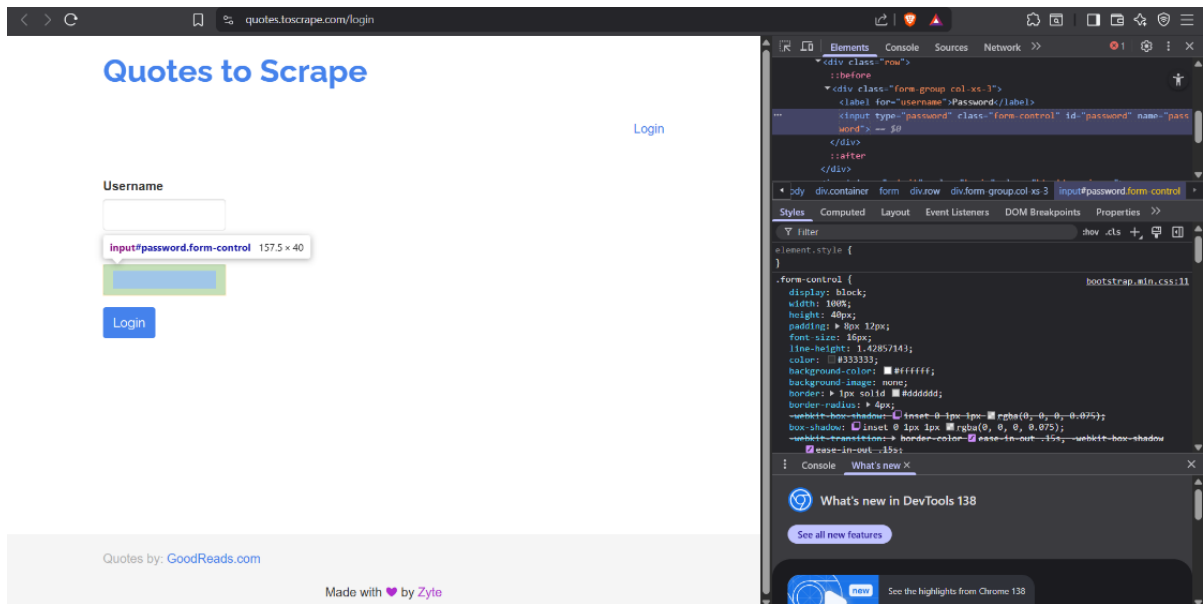 quotes.toscrape.com/login
Quotes to Scrape
Login
Username
input#password.form-control 157.5 × 40
Login
Quotes by: GoodReads.com
Made with ❤ by Zyte
Elements Console Sources Network 1
<div class="row">
::before
<div class="form-group col-xs-3">
<label for="username">Password</label>
<input type="password" class="form-control" id="password" name="pass
word"> == $0
</div>
::after
</div>
ody div.container form div.row div.form-group.col-xs-3 input#password.form-control
Styles Computed Layout Event Listeners DOM Breakpoints Properties
Filter :hov .cls
element.style {
}
.form-control { bootstrap.min.css:11
display: block;
width: 100%;
height: 40px;
padding: 8px 12px;
font-size: 16px;
line-height: 1.42857143;
color: #333333;
background-color: #ffffff;
background-image: none;
border: 1px solid #dddddd;
border-radius: 4px;
-webkit-box-shadow: inset 0 1px 1px rgba(0, 0, 0, 0.075);
box-shadow: inset 0 1px 1px rgba(0, 0, 0, 0.075);
-webkit-transition: border-color ease-in-out .15s, -webkit-box-shadow
ease-in-out .15s;
Console What's new
What's new in DevTools 138
See all new features
new See the highlights from Chrome 138